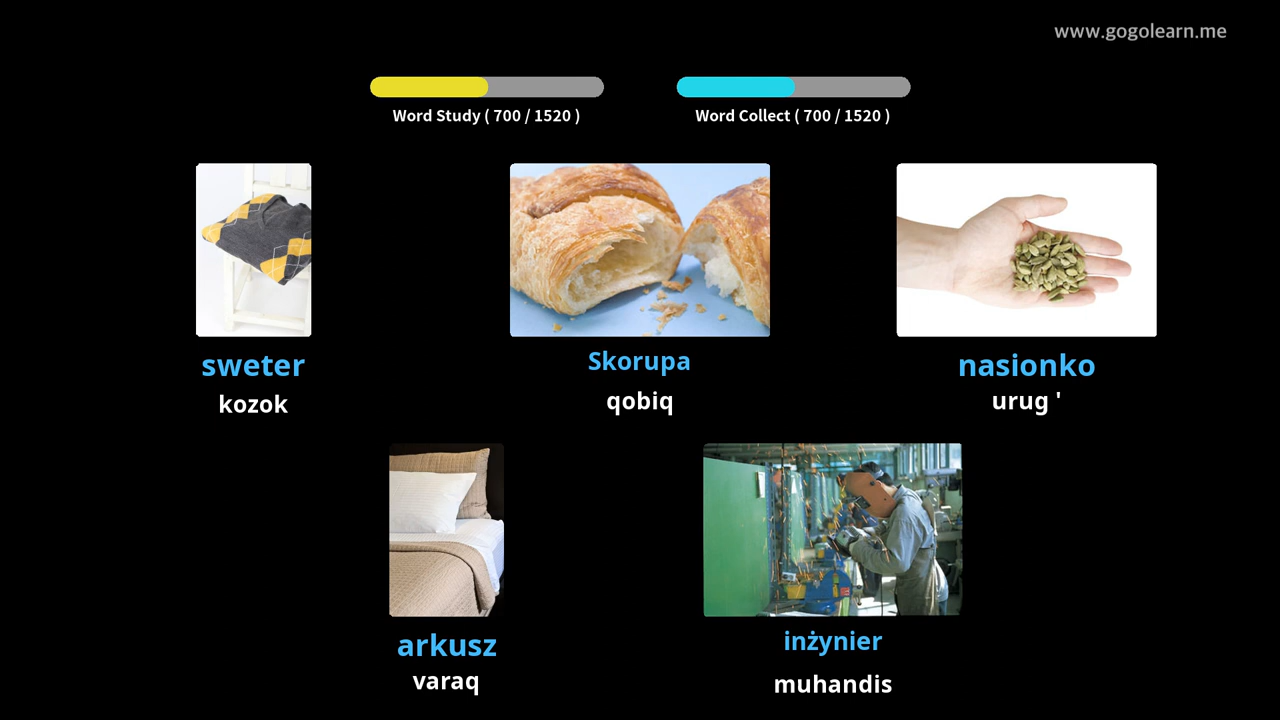 www.gogolearn.me
Word Study ( 700 / 1520 )
Word Collect ( 700 / 1520 )
sweter
kozok
Skorupa
qobiq
nasionko
urug '
arkusz
varaq
inżynier
muhandis